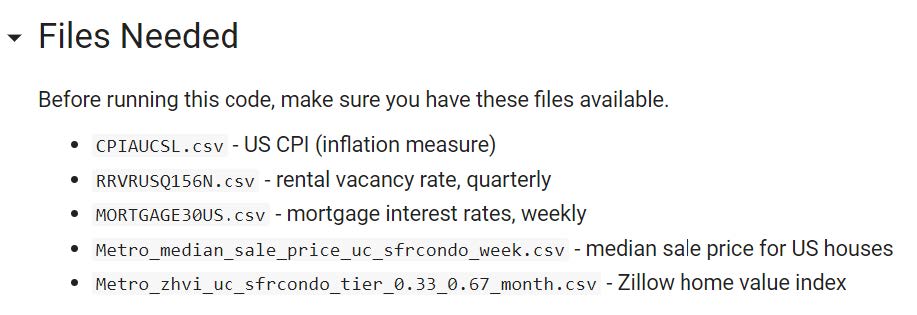 Files Needed
Before running this code, make sure you have these files available.
CPIAUCSL.csv - US CPI (inflation measure)
RRVRUSQ156N.csv - rental vacancy rate, quarterly
MORTGAGE30US.csv - mortgage interest rates, weekly
Metro_median_sale_price_uc_sfrcondo_week.csv - median sale price for US houses
Metro_zhvi_uc_sfrcondo_tier_0.33_0.67_month.csv - Zillow home value index